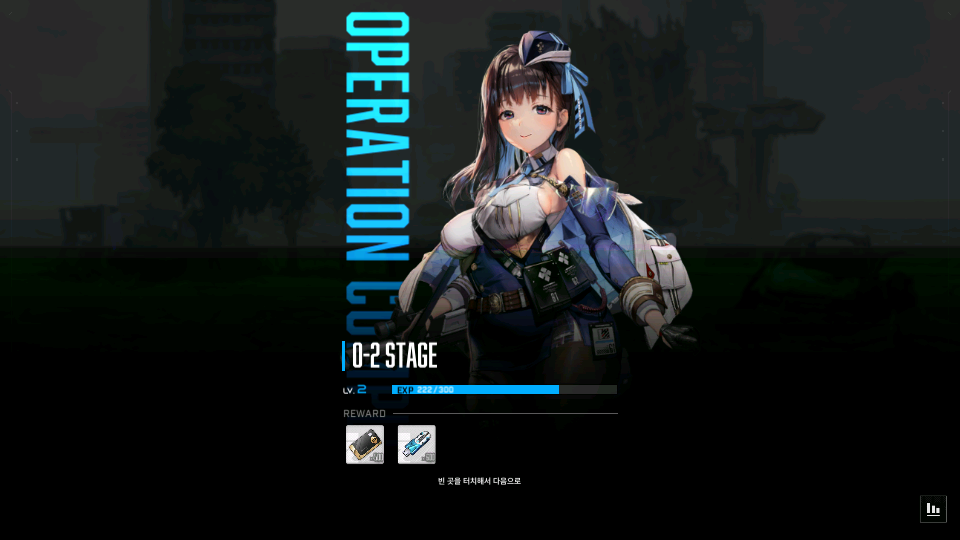 OPERATION CO
0-2 STAGE
LV. 2
EXP 222 / 300
REWARD
빈 곳을 터치해서 다음으로